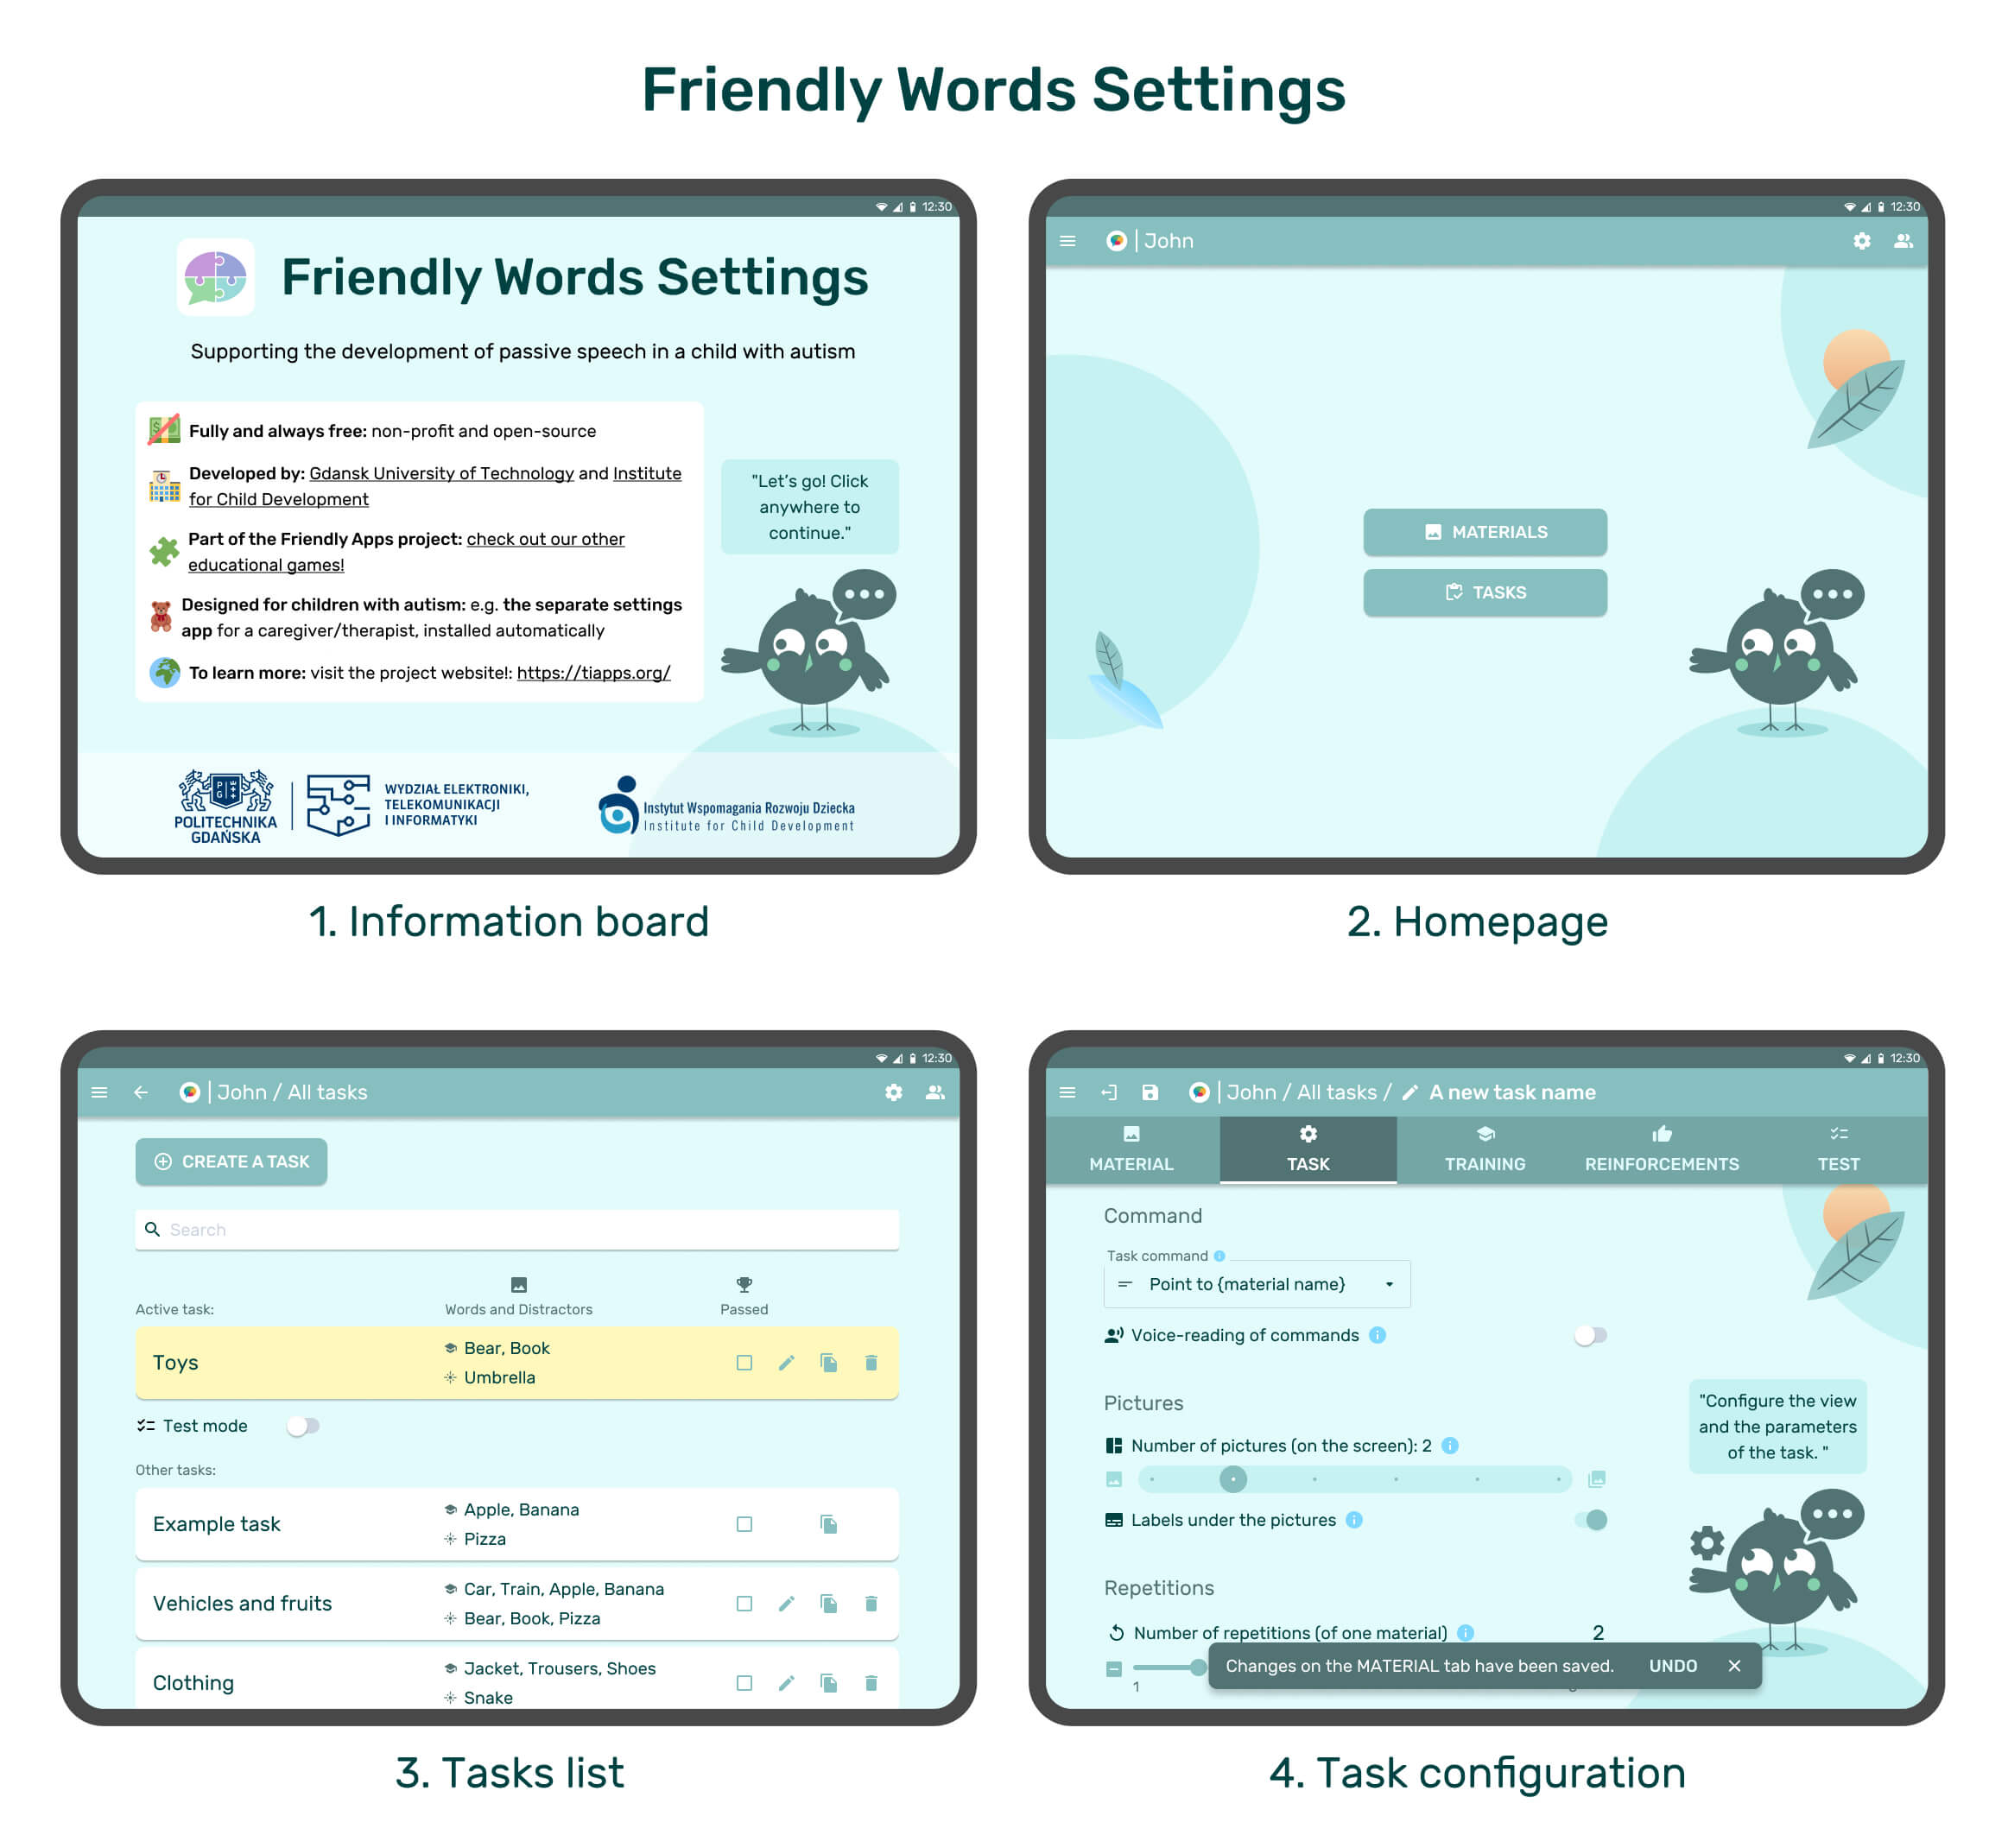 Friendly Words Settings
12:30
Friendly Words Settings
Supporting the development of passive speech in a child with autism
Fully and always free: non-profit and open-source
Developed by: Gdansk University of Technology and Institute
for Child Development
Part of the Friendly Apps project: check out our other
educational games!
Designed for children with autism: e.g. the separate settings
app for a caregiver/therapist, installed automatically
To learn more: visit the project website!: https://tiapps.org/
"Let's go! Click
anywhere to
continue."
P G
POLITECHNIKA
GDAŃSKA
WYDZIAŁ ELEKTRONIKI,
TELEKOMUNIKACJI
I INFORMATYKI
Instytut Wspomagania Rozwoju Dziecka
Institute for Child Development
1. Information board
12:30
John
MATERIALS
TASKS
2. Homepage
12:30
John / All tasks
CREATE A TASK
Search
Active task:
Words and Distractors
Passed
Toys
Bear, Book
Umbrella
Test mode
Other tasks:
Example task
Apple, Banana
Pizza
Vehicles and fruits
Car, Train, Apple, Banana
Bear, Book, Pizza
Clothing
Jacket, Trousers, Shoes
Snake
3. Tasks list
12:30
John / All tasks / A new task name
MATERIAL
TASK
TRAINING
REINFORCEMENTS
TEST
Command
Task command
Point to {material name}
Voice-reading of commands
Pictures
Number of pictures (on the screen): 2
Labels under the pictures
"Configure the view
and the parameters
of the task. "
Repetitions
Number of repetitions (of one material)
2
1
Changes on the MATERIAL tab have been saved.
UNDO
4. Task configuration